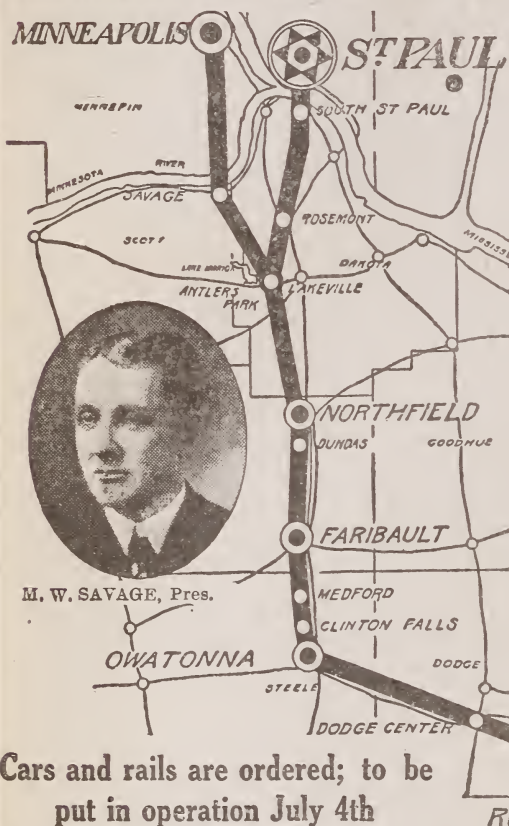 MINNEAPOLIS
ST. PAUL
HENNEPIN
SOUTH ST PAUL
MINNESOTA RIVER
SAVAGE
ROSEMONT
SCOTT
MISSISS
DAKOTA
ANTLERS PARK
LAKEVILLE
NORTHFIELD
DUNDAS
GOODHUE
FARIBAULT
M. W. SAVAGE, Pres.
MEDFORD
CLINTON FALLS
OWATONNA
DODGE
STEELE
DODGE CENTER
Cars and rails are ordered; to be
put in operation July 4th